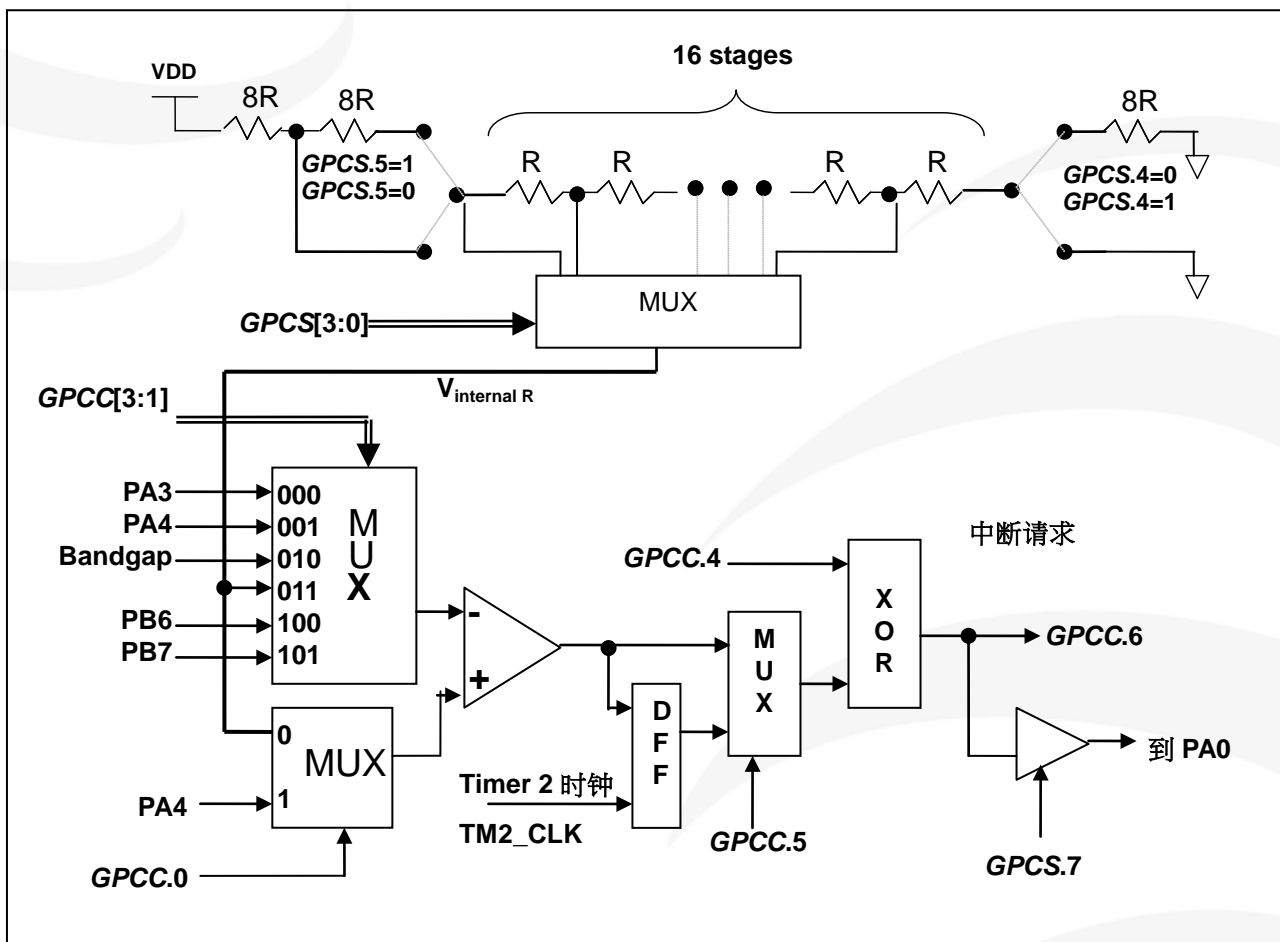 16 stages
VDD
8R
8R
8R
GPCS.5=1
GPCS.5=0
R
R
R
R
GPCS.4=0
GPCS.4=1
MUX
GPCS[3:0]
V internal R
GPCC[3:1]
PA3
000
PA4
001
Bandgap
010
011
PB6
100
PB7
101
M
U
X
-
+
0
1
MUX
PA4
GPCC.0
D
F
F
Timer 2 时钟
TM2_CLK
M
U
X
GPCC.5
GPCC.4
X
O
R
中断请求
GPCC.6
到 PA0
GPCS.7